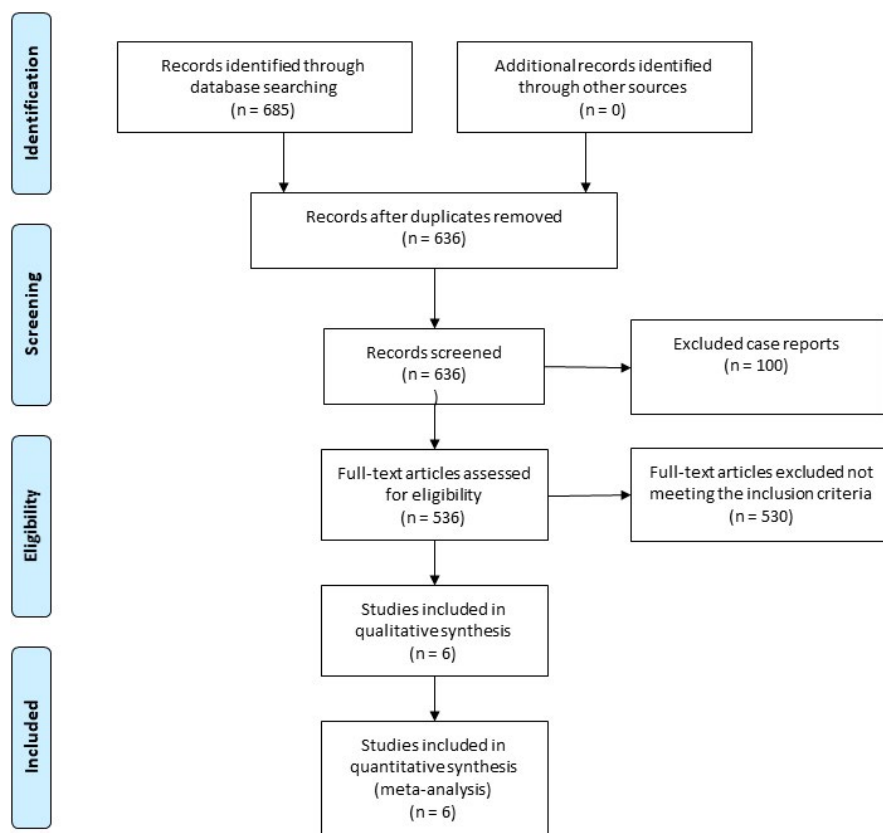 Identification
Records identified through
database searching
(n = 685)
Additional records identified
through other sources
(n = 0)
Records after duplicates removed
(n = 636)
Screening
Records screened
(n = 636)
)
Excluded case reports
(n = 100)
Eligibility
Full-text articles assessed
for eligibility
(n = 536)
Full-text articles excluded not
meeting the inclusion criteria
(n = 530)
Studies included in
qualitative synthesis
(n = 6)
Included
Studies included in
quantitative synthesis
(meta-analysis)
(n = 6)